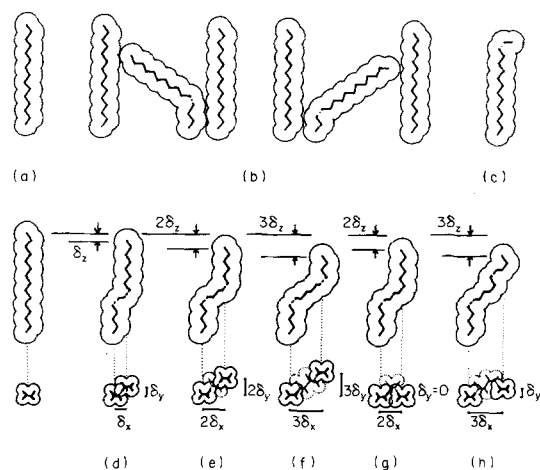 (a)
(b)
(c)
δz
2δz
3δz
2δz
3δz
δy
2δy
3δy
δy=0
δy
δx
2δx
3δx
2δx
3δx
(d)
(e)
(f)
(g)
(h)